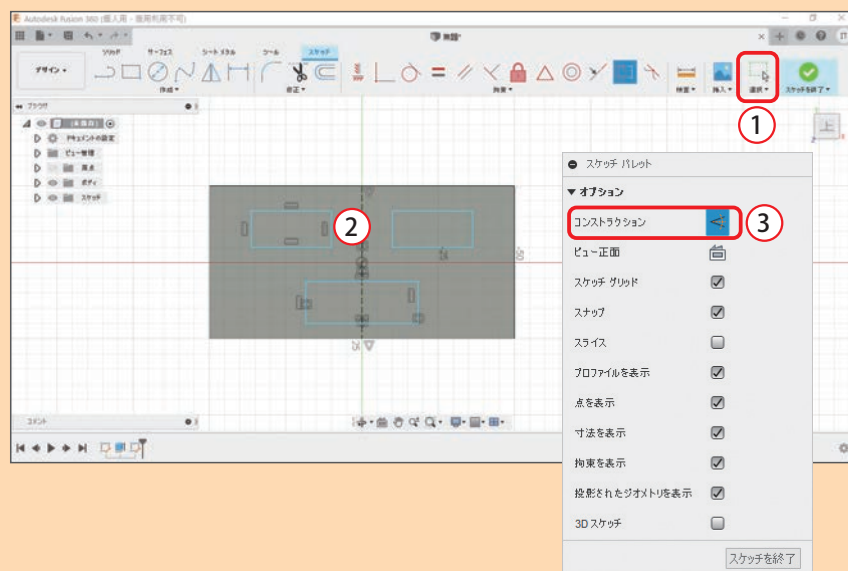 Autodesk Fusion 360 (個人用 - 商用利用不可)
無題*
ソリッド サーフェス シート メタル ツール スケッチ
デザイン
作成 修正 拘束 検査 挿入 選択 スケッチを終了
ブラウザ
(未保存)
ドキュメントの設定
ビュー管理
原点
ボディ
スケッチ
上
①
②
③
スケッチ パレット
オプション
コンストラクション
ビュー正面
スケッチ グリッド
スナップ
スライス
プロファイルを表示
点を表示
寸法を表示
拘束を表示
投影されたジオメトリを表示
3D スケッチ
スケッチを終了
コメント